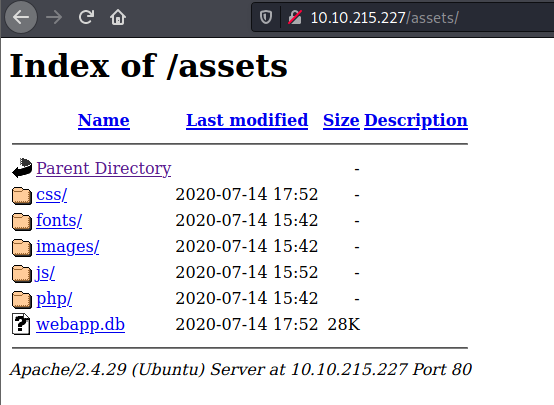 10.10.215.227/assets/
Index of /assets
Name Last modified Size Description
Parent Directory -
css/ 2020-07-14 17:52 -
fonts/ 2020-07-14 15:42 -
images/ 2020-07-14 15:42 -
js/ 2020-07-14 15:52 -
php/ 2020-07-14 15:42 -
webapp.db 2020-07-14 17:52 28K
Apache/2.4.29 (Ubuntu) Server at 10.10.215.227 Port 80